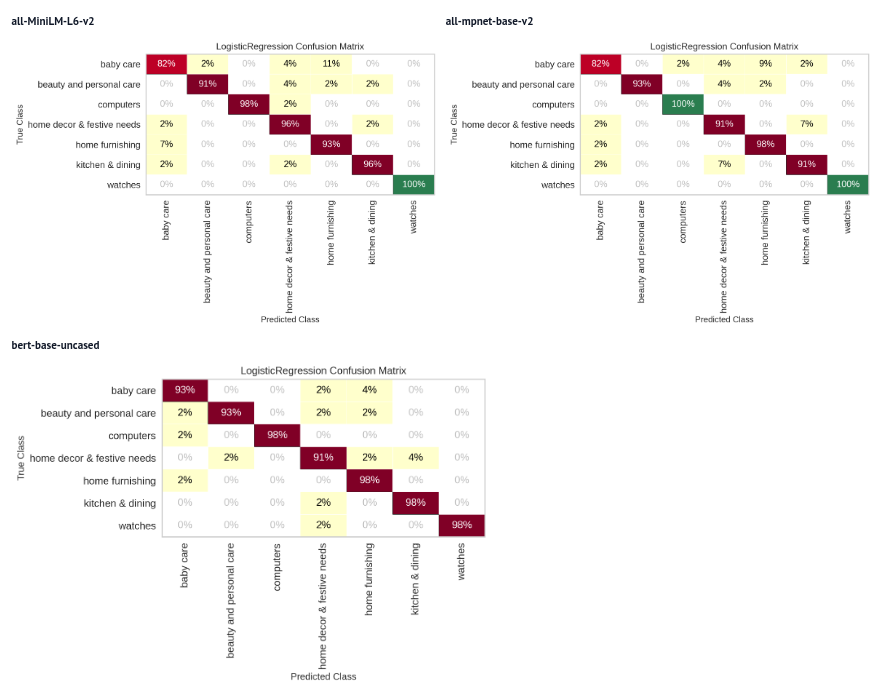 all-MiniLM-L6-v2
LogisticRegression Confusion Matrix
True Class
baby care 82% 2% 0% 4% 11% 0% 0%
beauty and personal care 0% 91% 0% 4% 2% 2% 0%
computers 0% 0% 98% 2% 0% 0% 0%
home decor & festive needs 2% 0% 0% 96% 0% 2% 0%
home furnishing 7% 0% 0% 0% 93% 0% 0%
kitchen & dining 2% 0% 0% 2% 0% 96% 0%
watches 0% 0% 0% 0% 0% 0% 100%
baby care
beauty and personal care
computers
home decor & festive needs
home furnishing
kitchen & dining
watches
Predicted Class
all-mpnet-base-v2
LogisticRegression Confusion Matrix
True Class
baby care 82% 0% 2% 4% 9% 2% 0%
beauty and personal care 0% 93% 0% 4% 2% 0% 0%
computers 0% 0% 100% 0% 0% 0% 0%
home decor & festive needs 2% 0% 0% 91% 0% 7% 0%
home furnishing 2% 0% 0% 0% 98% 0% 0%
kitchen & dining 2% 0% 0% 7% 0% 91% 0%
watches 0% 0% 0% 0% 0% 0% 100%
baby care
beauty and personal care
computers
home decor & festive needs
home furnishing
kitchen & dining
watches
Predicted Class
bert-base-uncased
LogisticRegression Confusion Matrix
True Class
baby care 93% 0% 0% 2% 4% 0% 0%
beauty and personal care 2% 93% 0% 2% 2% 0% 0%
computers 2% 0% 98% 0% 0% 0% 0%
home decor & festive needs 0% 2% 0% 91% 2% 4% 0%
home furnishing 2% 0% 0% 0% 98% 0% 0%
kitchen & dining 0% 0% 0% 2% 0% 98% 0%
watches 0% 0% 0% 2% 0% 0% 98%
baby care
beauty and personal care
computers
home decor & festive needs
home furnishing
kitchen & dining
watches
Predicted Class